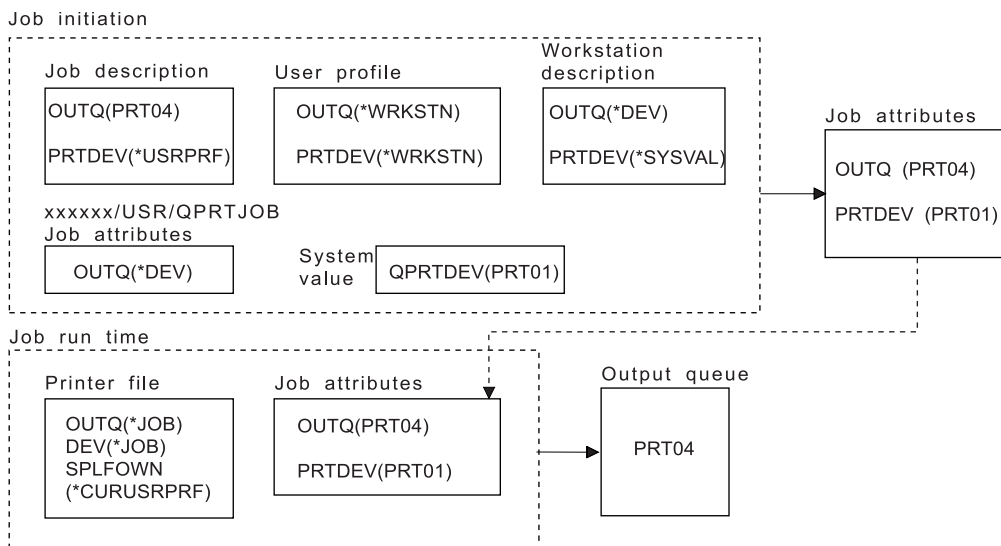 Job initiation
Job description
OUTQ(PRT04)
PRTDEV(*USRPRF)
User profile
OUTQ(*WRKSTN)
PRTDEV(*WRKSTN)
Workstation
description
OUTQ(*DEV)
PRTDEV(*SYSVAL)
Job attributes
OUTQ (PRT04)
PRTDEV (PRT01)
xxxxxx/USR/QPRTJOB
Job attributes
OUTQ(*DEV)
System
value
QPRTDEV(PRT01)
Job run time
Printer file
OUTQ(*JOB)
DEV(*JOB)
SPLFOWN
(*CURUSRPRF)
Job attributes
OUTQ(PRT04)
PRTDEV(PRT01)
Output queue
PRT04